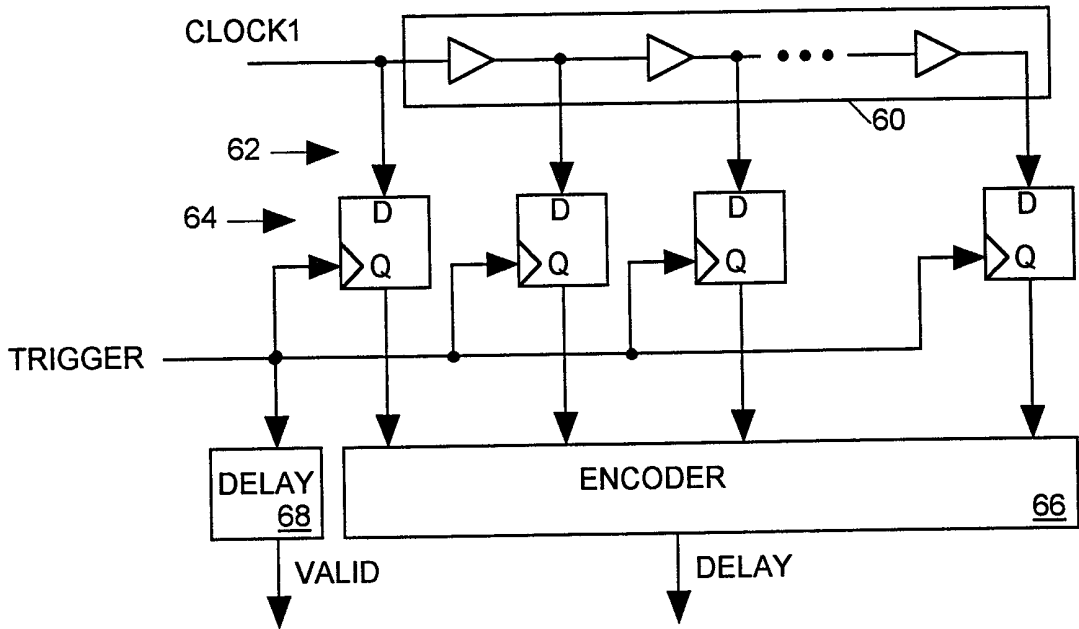 CLOCK1
60
62
64
D D D D
Q Q Q Q
TRIGGER
DELAY
68
ENCODER
66
VALID
DELAY